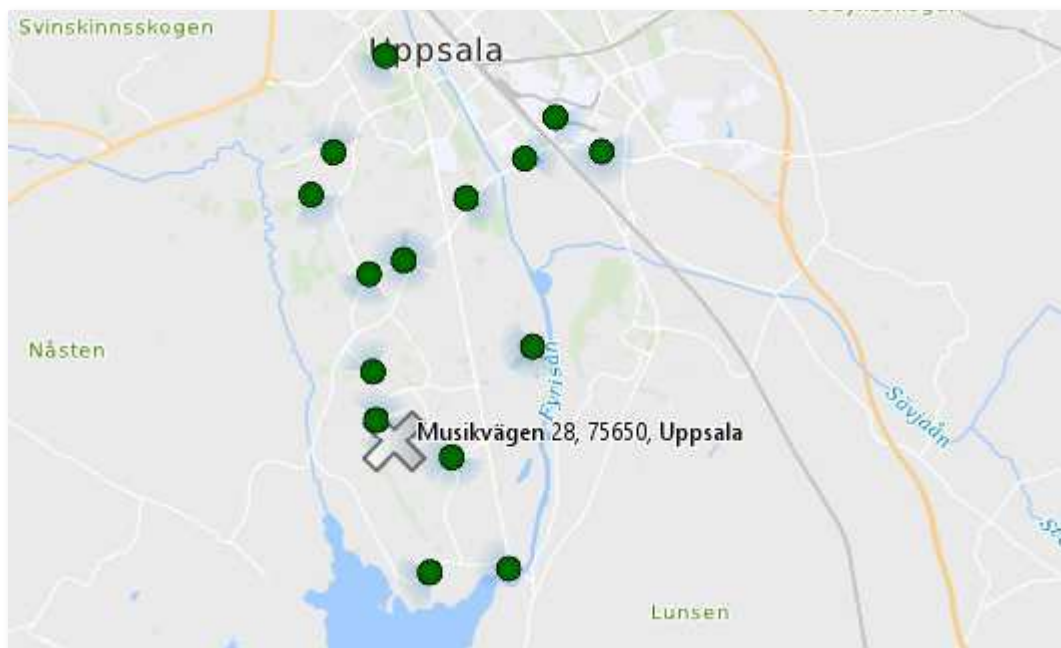 Svinskinnsskogen
Uppsala
Nåsten
Fyrisån
Sävjaån
Musikvägen 28, 75650, Uppsala
Lunsen